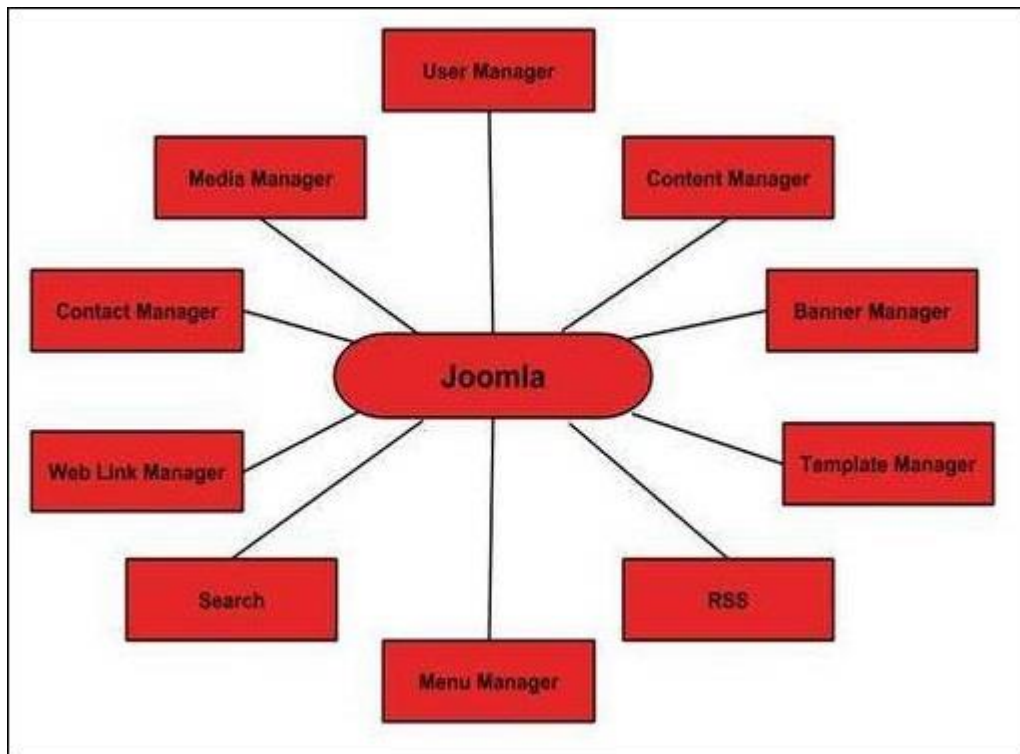 User Manager
Media Manager
Content Manager
Contact Manager
Banner Manager
Joomla
Web Link Manager
Template Manager
Search
RSS
Menu Manager